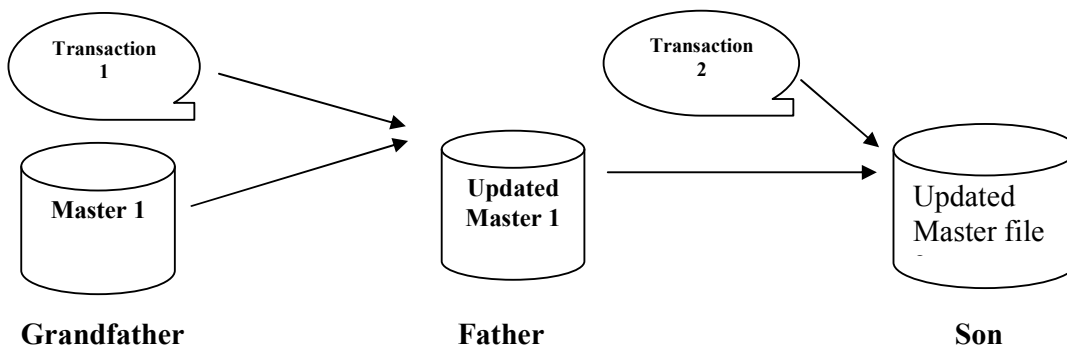 Transaction
1
Transaction
2
Master 1
Updated
Master 1
Updated
Master file
Grandfather
Father
Son